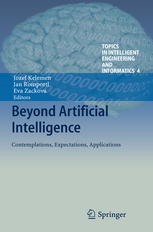 TOPICS
IN INTELLIGENT
ENGINEERING
AND
INFORMATICS 4
Jozef Kelemen
Jan Romportl
Eva Zackova
Editors
Beyond Artificial
Intelligence
Contemplations, Expectations, Applications
Springer